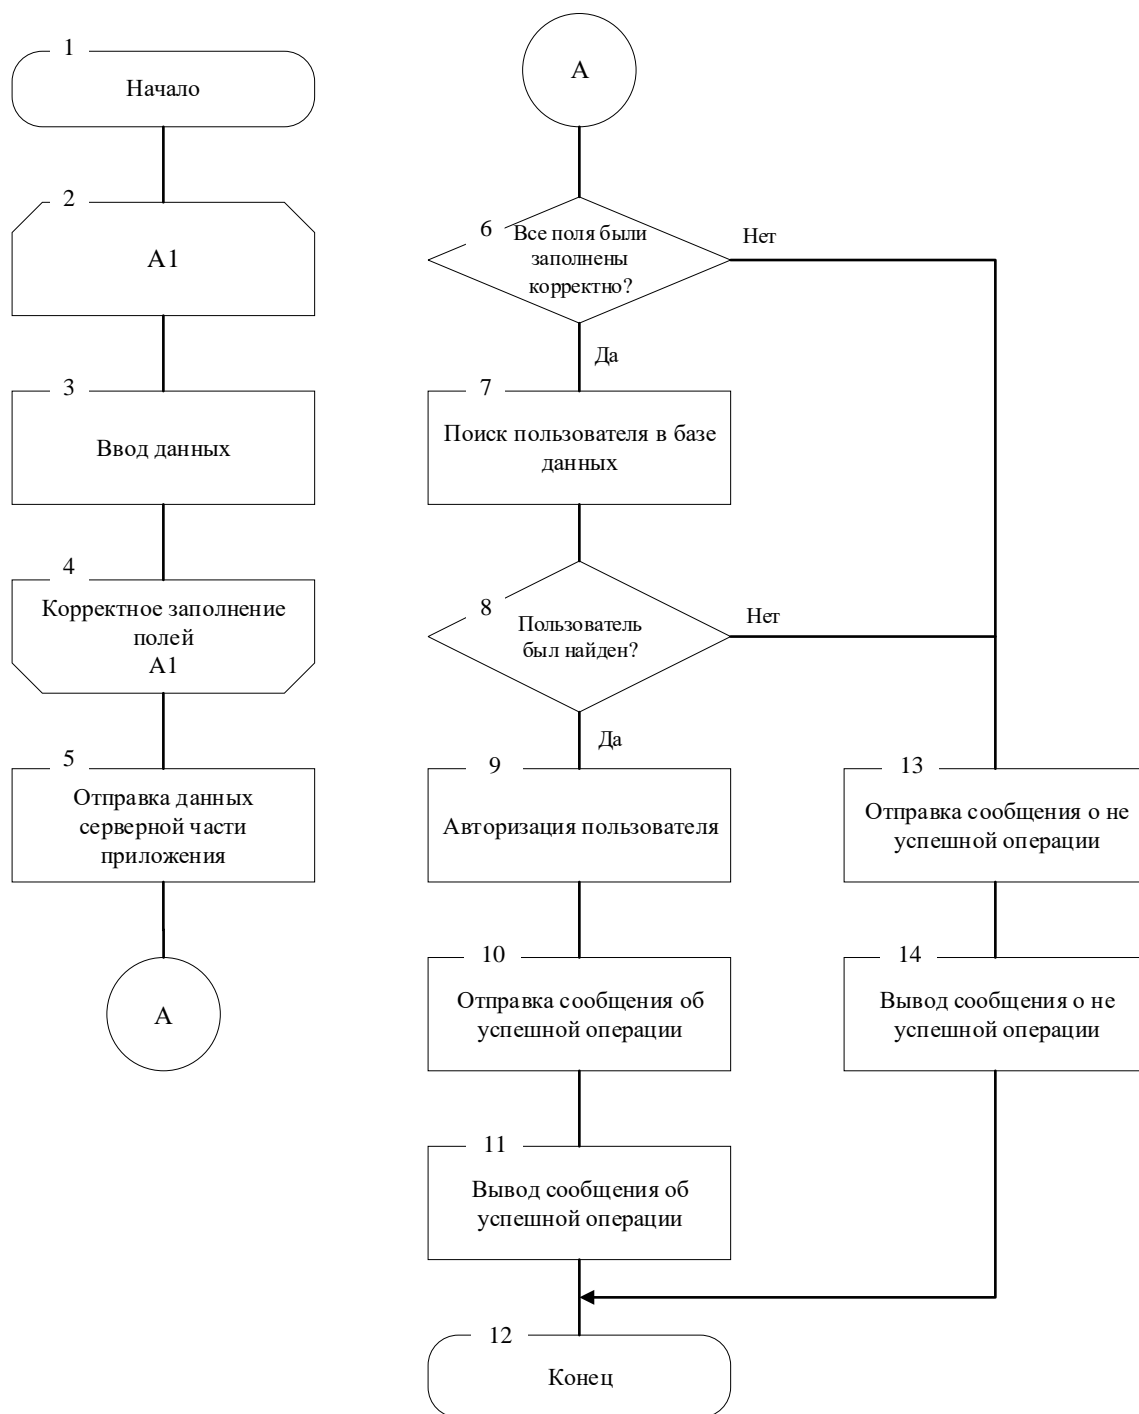 1
Начало
2
А1
3
Ввод данных
4
Корректное заполнение
полей
А1
5
Отправка данных
серверной части
приложения
А
А
6
Все поля были
заполнены
корректно?
Нет
Да
7
Поиск пользователя в базе
данных
8
Пользователь
был найден?
Нет
Да
9
Авторизация пользователя
10
Отправка сообщения об
успешной операции
11
Вывод сообщения об
успешной операции
12
Конец
13
Отправка сообщения о не
успешной операции
14
Вывод сообщения о не
успешной операции